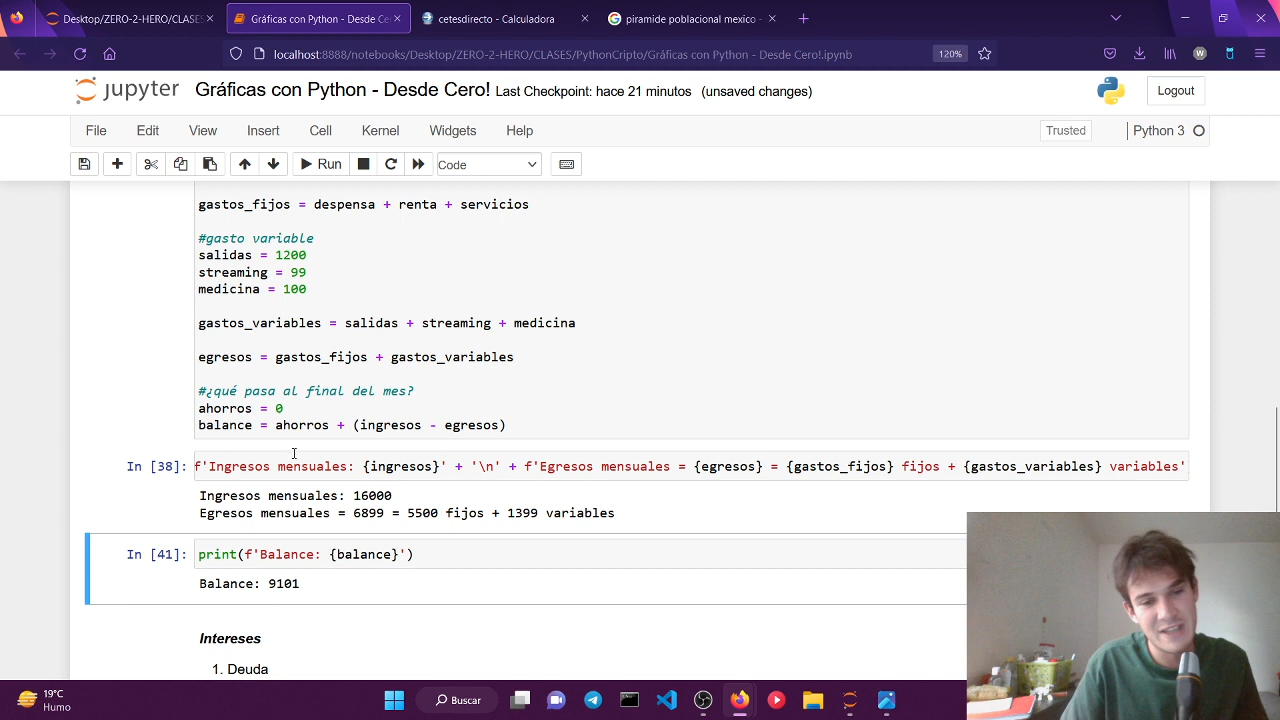 Desktop/ZERO-2-HERO/CLASES
Gráficas con Python - Desde Ce
cetesdirecto - Calculadora
piramide poblacional mexico -
localhost:8888/notebooks/Desktop/ZERO-2-HERO/CLASES/PythonCripto/Gráficas con Python - Desde Cero!.ipynb
120%
jupyter Gráficas con Python - Desde Cero! Last Checkpoint: hace 21 minutos (unsaved changes)
Logout
File Edit View Insert Cell Kernel Widgets Help
Trusted
Python 3
Run
Code
gastos_fijos = despensa + renta + servicios
#gasto variable
salidas = 1200
streaming = 99
medicina = 100
gastos_variables = salidas + streaming + medicina
egresos = gastos_fijos + gastos_variables
#¿qué pasa al final del mes?
ahorros = 0
balance = ahorros + (ingresos - egresos)
In [38]: f'Ingresos mensuales: {ingresos}' + '\n' + f'Egresos mensuales = {egresos} = {gastos_fijos} fijos + {gastos_variables} variables'
Ingresos mensuales: 16000
Egresos mensuales = 6899 = 5500 fijos + 1399 variables
In [41]: print(f'Balance: {balance}')
Balance: 9101
Intereses
1. Deuda
19°C
Humo
Buscar